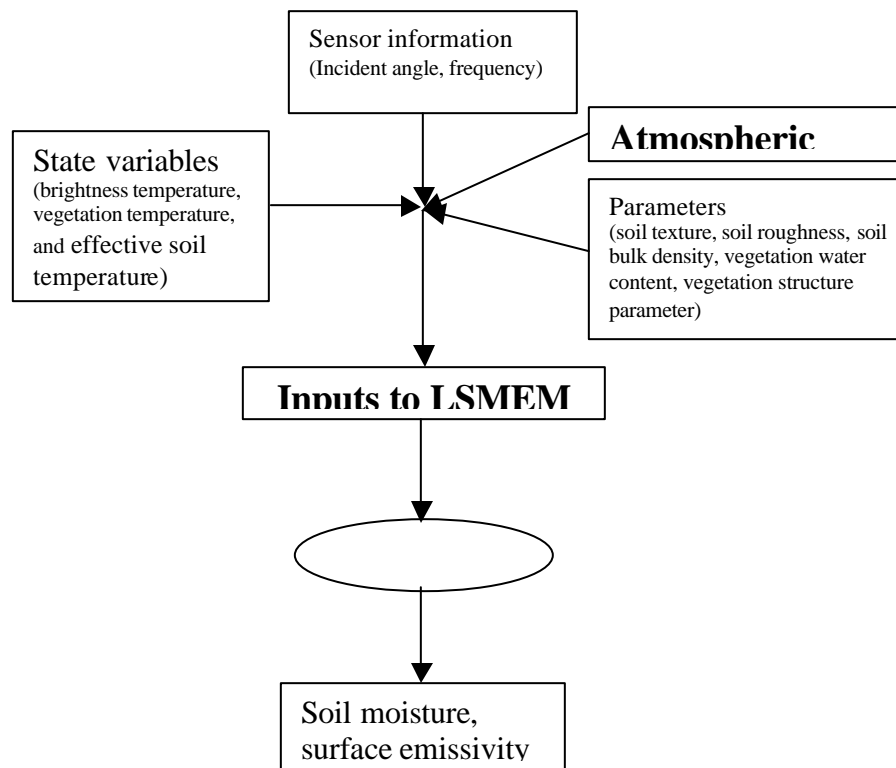 Sensor information
(Incident angle, frequency)
Atmospheric
State variables
(brightness temperature,
vegetation temperature,
and effective soil
temperature)
Parameters
(soil texture, soil roughness, soil
bulk density, vegetation water
content, vegetation structure
parameter)
Inputs to LSMEM
Soil moisture,
surface emissivity